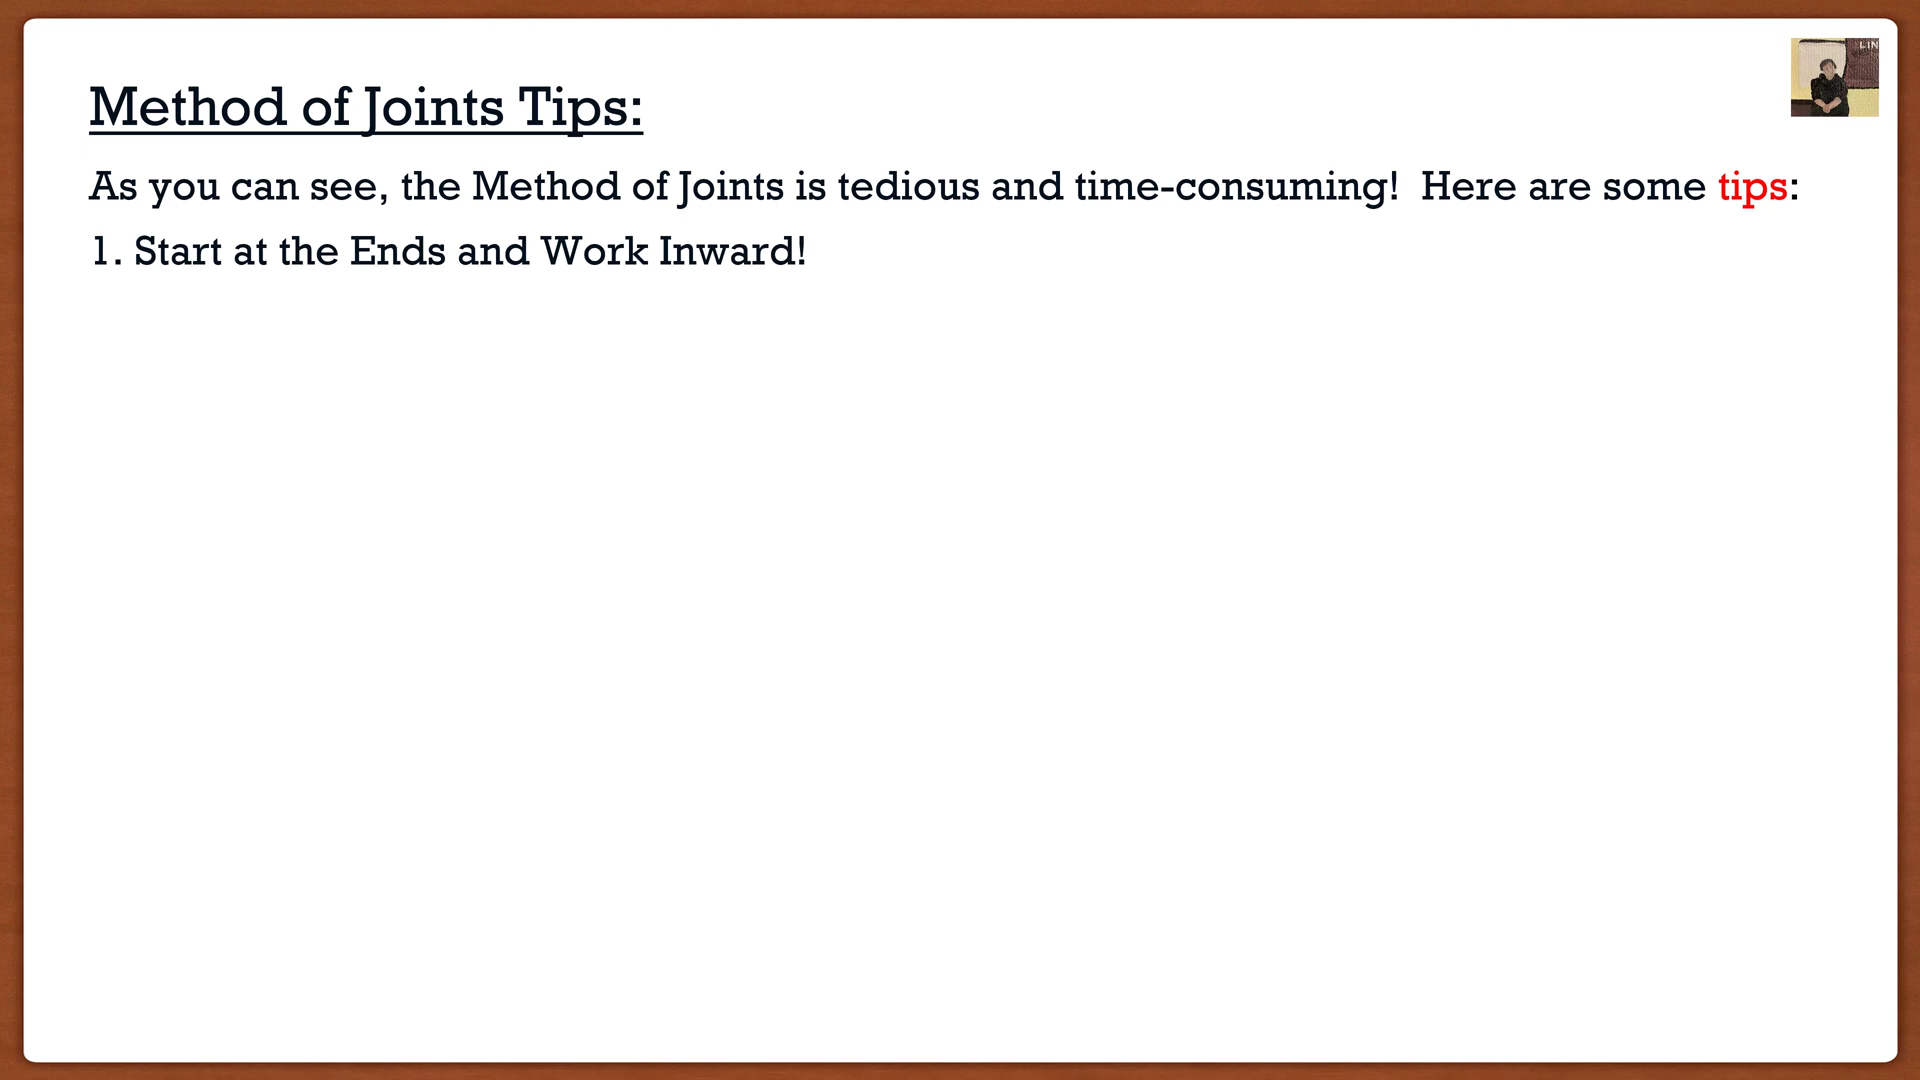 LIN
Method of Joints Tips:
As you can see, the Method of Joints is tedious and time-consuming!  Here are some tips:
1. Start at the Ends and Work Inward!